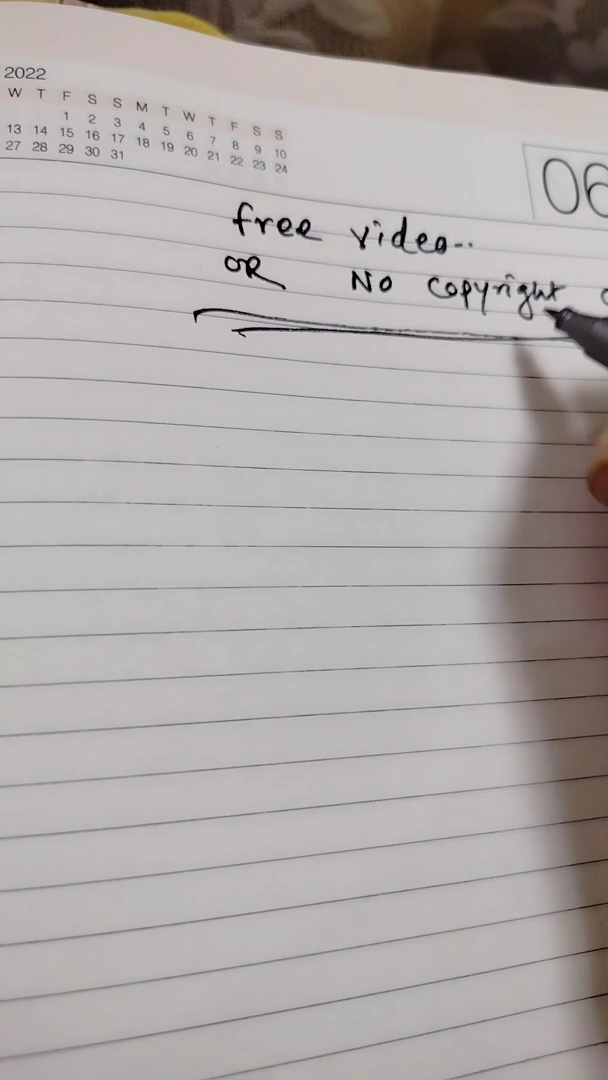 2022
W T F S S M T W T F S S
1 2 3 4 5 6 7 8 9 10
13 14 15 16 17 18 19 20 21 22 23 24
27 28 29 30 31
06
free video..
OR No copyright